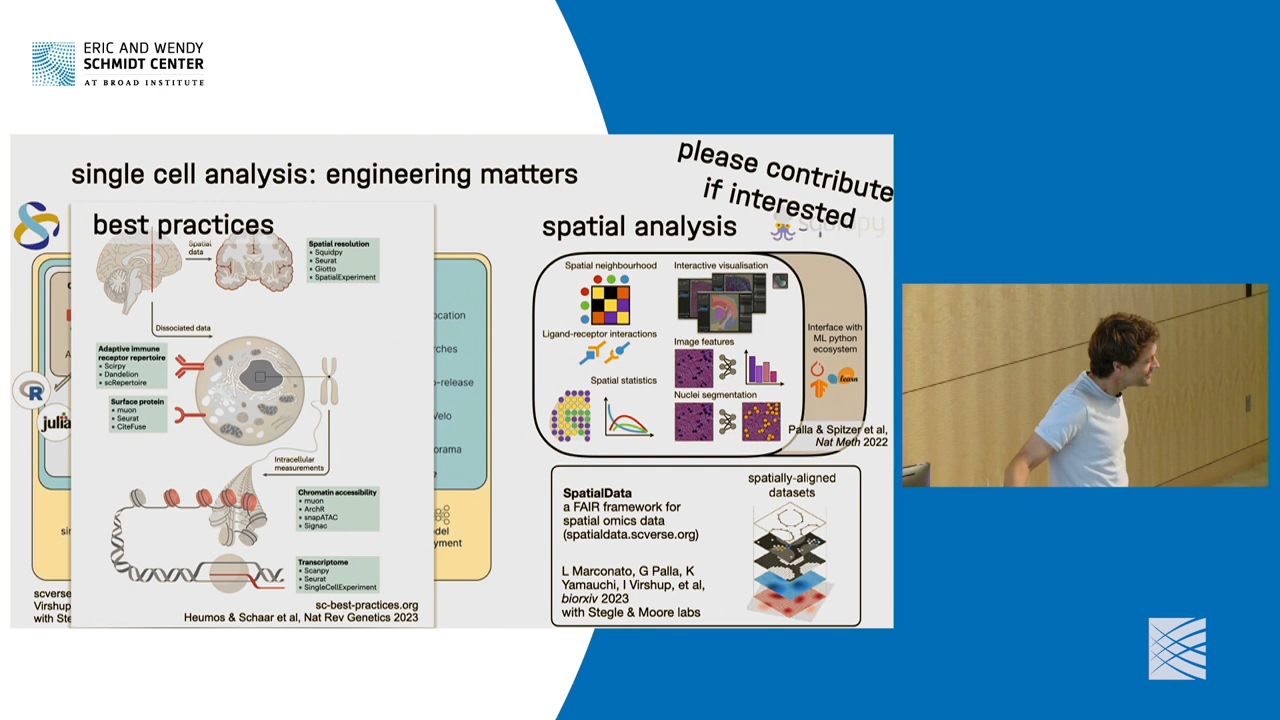 ERIC AND WENDY
SCHMIDT CENTER
AT BROAD INSTITUTE
single cell analysis: engineering matters
please contribute
if interested
best practices
Spatial
data
Spatial resolution
• Squidpy
• Seurat
• Giotto
• SpatialExperiment
Dissociated data
Adaptive immune
receptor repertoire
• Scirpy
• Dandelion
• scRepertoire
Surface protein
• muon
• Seurat
• CiteFuse
Intracellular
measurements
Chromatin accessibility
• muon
• ArchR
• snapATAC
• Signac
Transcriptome
• Scanpy
• Seurat
• SingleCellExperiment
sc-best-practices.org
Heumos & Schaar et al, Nat Rev Genetics 2023
R
julia
scverse
Virshup
with Ste
spatial analysis
squidpy
Spatial neighbourhood
Interactive visualisation
Ligand-receptor interactions
Image features
Spatial statistics
Nuclei segmentation
Interface with
ML python
ecosystem
learn
Palla & Spitzer et al,
Nat Meth 2022
SpatialData
a FAIR framework for
spatial omics data
(spatialdata.scverse.org)
L Marconato, G Palla, K
Yamauchi, I Virshup, et al,
biorxiv 2023
with Stegle & Moore labs
spatially-aligned
datasets